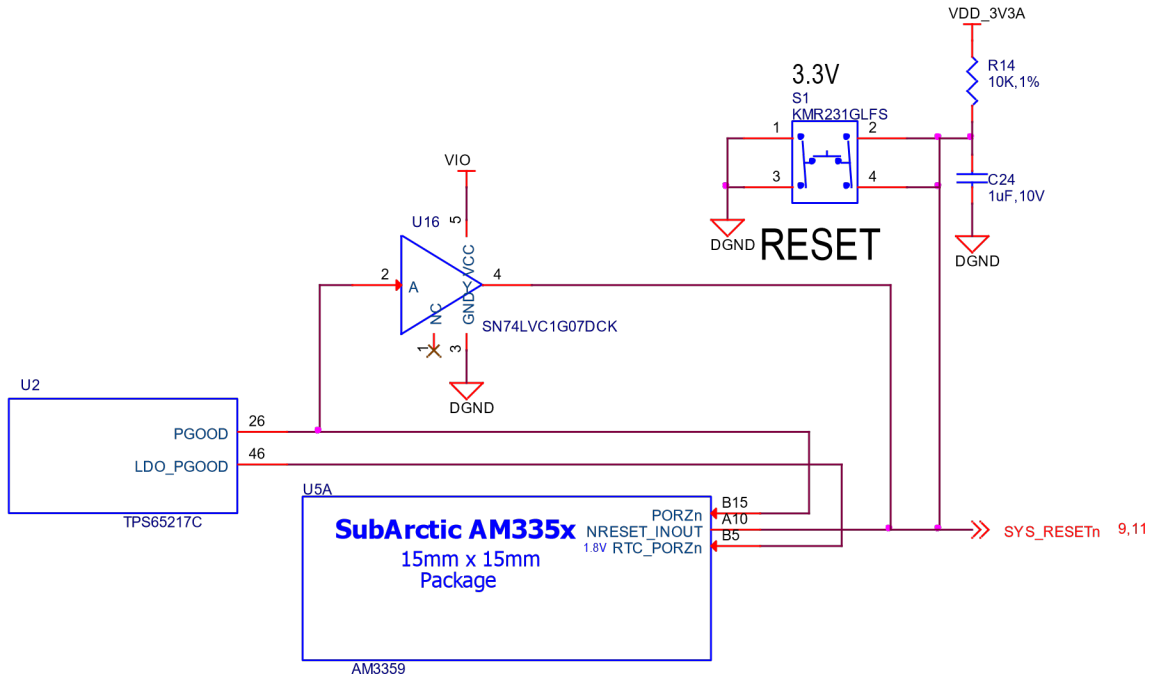 VDD_3V3A
R14
10K,1%
3.3V
S1
KMR231GLFS
1
2
3
4
C24
1uF,10V
DGND
RESET
DGND
VIO
U16
5
VCC
2
A
Y
4
NC
GND
SN74LVC1G07DCK
1
3
DGND
U2
PGOOD
26
LDO_PGOOD
46
TPS65217C
U5A
SubArctic AM335x
15mm x 15mm
Package
PORZn
B15
NRESET_INOUT
A10
1.8V RTC_PORZn
B5
SYS_RESETn 9,11
AM3359